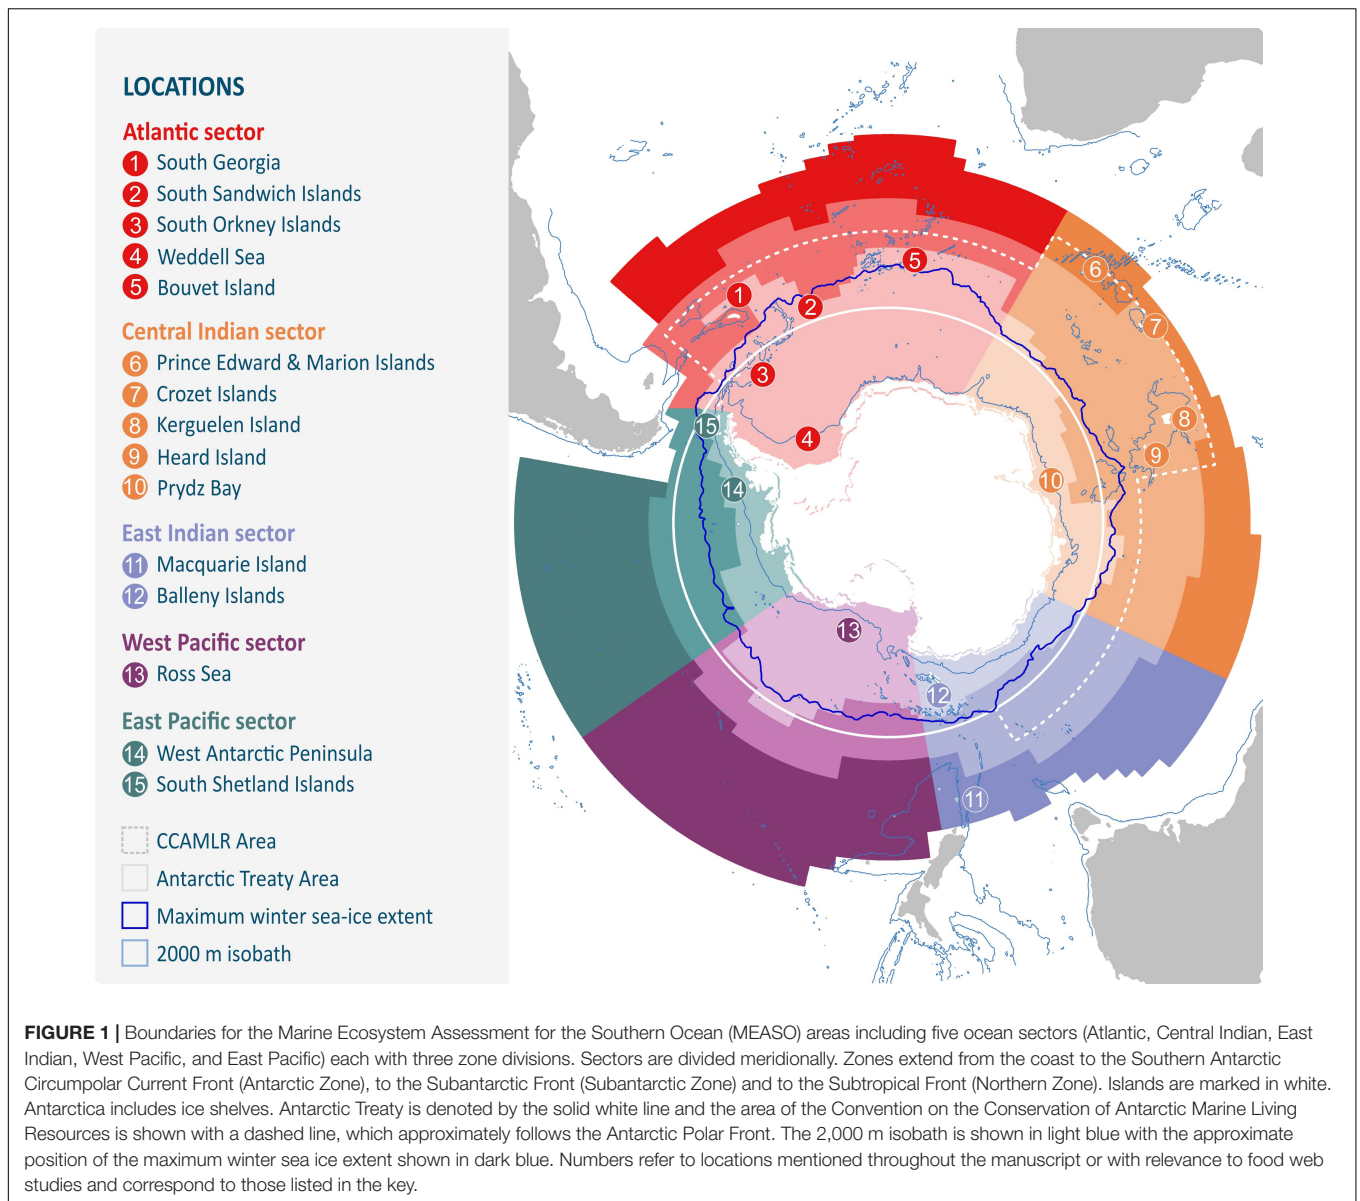 LOCATIONS
Atlantic sector
1 South Georgia
2 South Sandwich Islands
3 South Orkney Islands
4 Weddell Sea
5 Bouvet Island
Central Indian sector
6 Prince Edward & Marion Islands
7 Crozet Islands
8 Kerguelen Island
9 Heard Island
10 Prydz Bay
East Indian sector
11 Macquarie Island
12 Balleny Islands
West Pacific sector
13 Ross Sea
East Pacific sector
14 West Antarctic Peninsula
15 South Shetland Islands
CCAMLR Area
Antarctic Treaty Area
Maximum winter sea-ice extent
2000 m isobath
5
6
1
2
7
3
8
15
4
9
10
14
13
12
11
FIGURE 1 | Boundaries for the Marine Ecosystem Assessment for the Southern Ocean (MEASO) areas including five ocean sectors (Atlantic, Central Indian, East
Indian, West Pacific, and East Pacific) each with three zone divisions. Sectors are divided meridionally. Zones extend from the coast to the Southern Antarctic
Circumpolar Current Front (Antarctic Zone), to the Subantarctic Front (Subantarctic Zone) and to the Subtropical Front (Northern Zone). Islands are marked in white.
Antarctica includes ice shelves. Antarctic Treaty is denoted by the solid white line and the area of the Convention on the Conservation of Antarctic Marine Living
Resources is shown with a dashed line, which approximately follows the Antarctic Polar Front. The 2,000 m isobath is shown in light blue with the approximate
position of the maximum winter sea ice extent shown in dark blue. Numbers refer to locations mentioned throughout the manuscript or with relevance to food web
studies and correspond to those listed in the key.